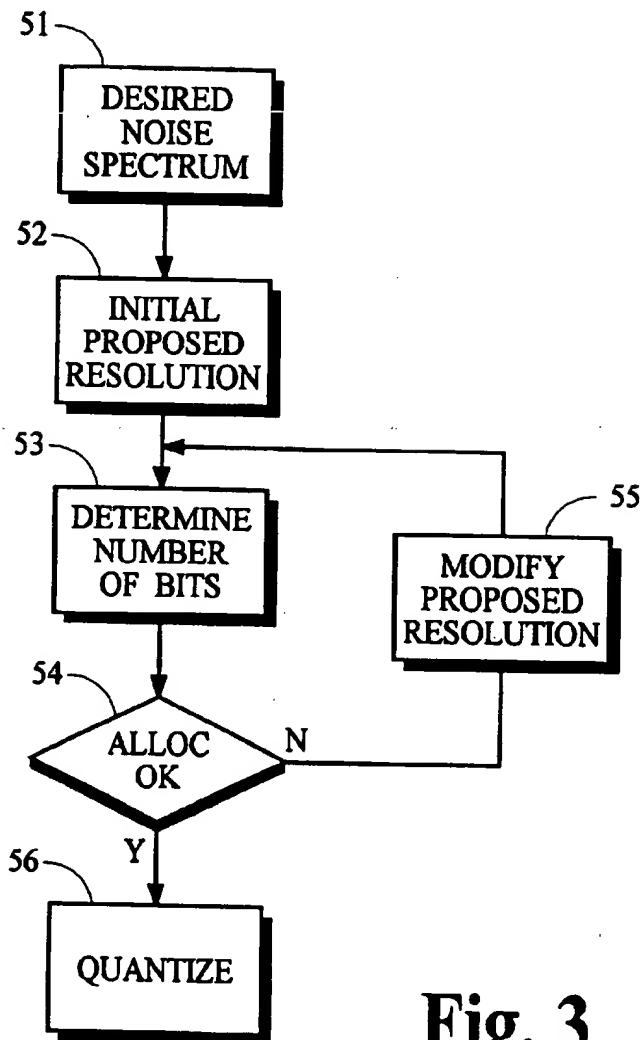 51
DESIRED
NOISE
SPECTRUM
52
INITIAL
PROPOSED
RESOLUTION
53
DETERMINE
NUMBER
OF BITS
55
MODIFY
PROPOSED
RESOLUTION
54
ALLOC
OK
N
Y
56
QUANTIZE
Fig. 3